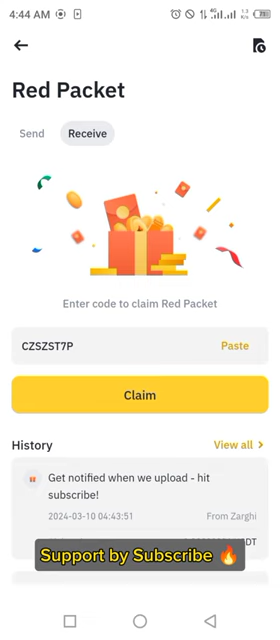 4:44 AM
Red Packet
Send Receive
Enter code to claim Red Packet
CZSZST7P Paste
Claim
History View all
Get notified when we upload - hit
subscribe!
2024-03-10 04:43:51 From Zarghi
Support by Subscribe 🔥